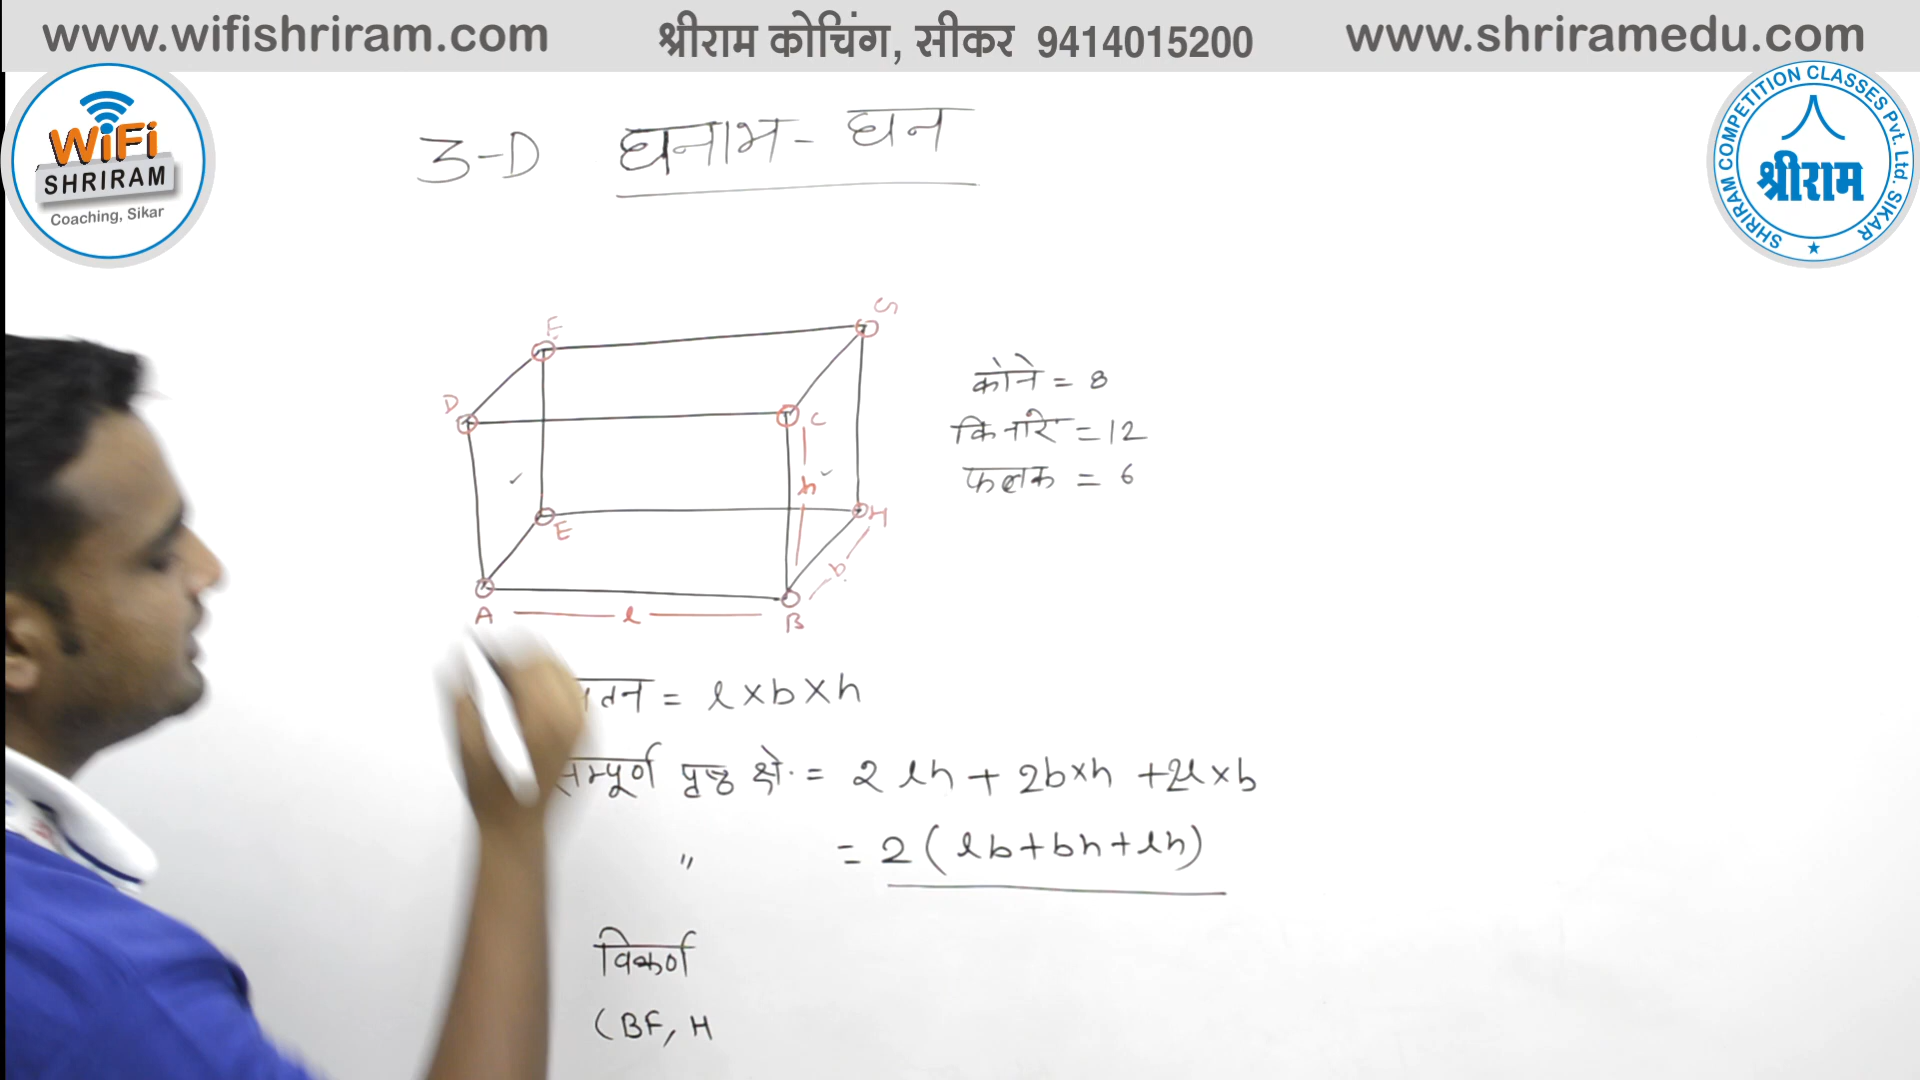 www.wifishriram.com श्रीराम कोचिंग, सीकर 9414015200 www.shriramedu.com
WiFi
SHRIRAM
Coaching, Sikar
SHRIRAM COMPETITION CLASSES Pvt. Ltd. SIKAR
श्रीराम
3-D घनाभ - घन
F
G
D
C
h
E
H
b
A l B
कोने = 8
किनारे = 12
फलक = 6
तन = l×b×h
सम्पूर्ण पृष्ठ क्षे. = 2lh + 2b×h + 2l×b
" = 2(lb+bh+lh)
विकर्ण
(BF, H